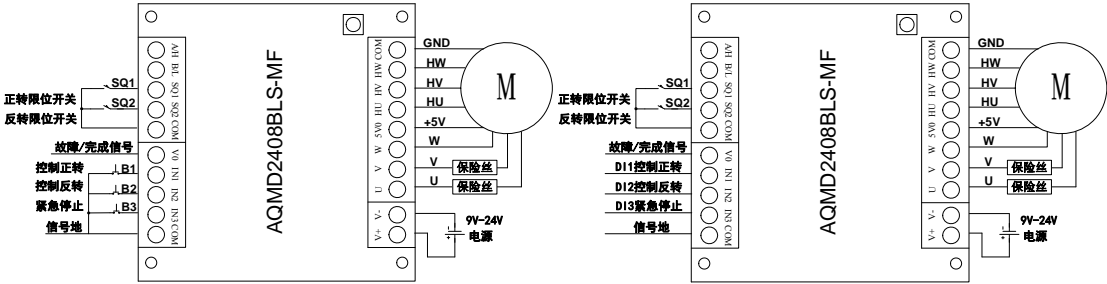 AQMD2408BLS-MF
AH
B/L
SQ1
SQ2
COM
V0
IN1
IN2
IN3
COM
SQ1
正转限位开关
SQ2
反转限位开关
故障/完成信号
控制正转
B1
控制反转
B2
紧急停止
B3
信号地
COM
HW
HV
HU
5V0
W
V
U
V-
V+
GND
HW
HV
HU
+5V
W
V
保险丝
U
保险丝
M
9V-24V
电源
AQMD2408BLS-MF
AH
B/L
SQ1
SQ2
COM
V0
IN1
IN2
IN3
COM
SQ1
正转限位开关
SQ2
反转限位开关
故障/完成信号
DI1控制正转
DI2控制反转
DI3紧急停止
信号地
COM
HW
HV
HU
5V0
W
V
U
V-
V+
GND
HW
HV
HU
+5V
W
V
保险丝
U
保险丝
M
9V-24V
电源